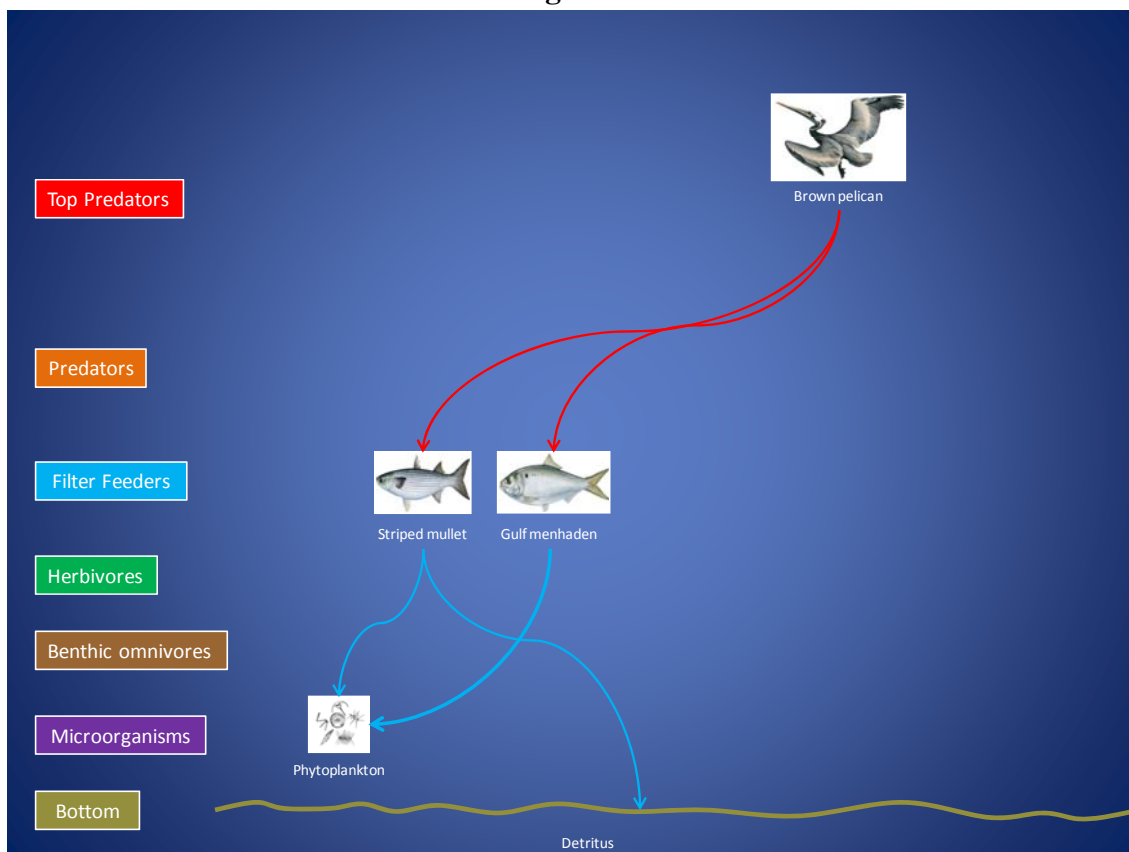 Brown pelican
Top Predators
Predators
Filter Feeders
Striped mullet
Gulf menhaden
Herbivores
Benthic omnivores
Microorganisms
Phytoplankton
Bottom
Detritus